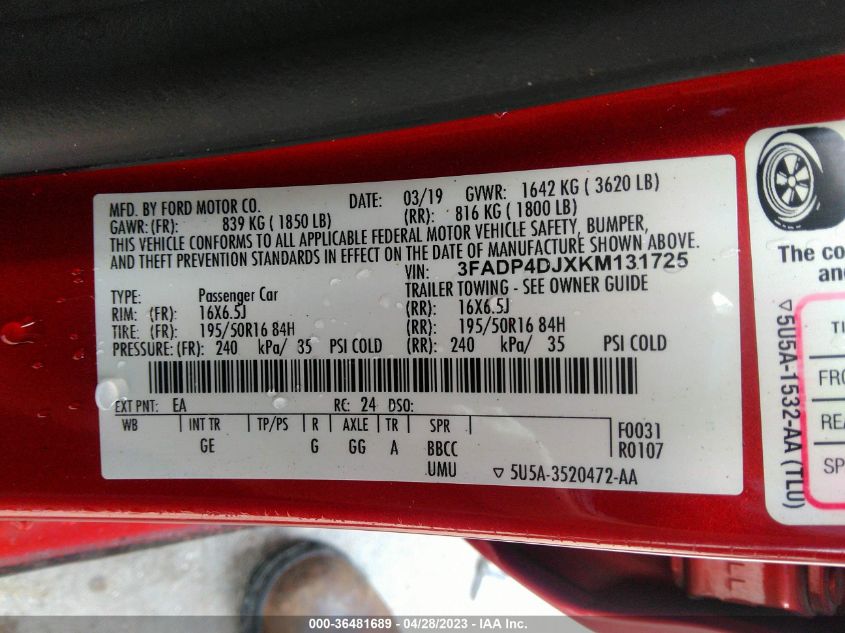 MFD. BY FORD MOTOR CO. DATE: 03/19 GVWR: 1642 KG ( 3620 LB)
GAWR: (FR): 839 KG ( 1850 LB) (RR): 816 KG ( 1800 LB)
THIS VEHICLE CONFORMS TO ALL APPLICABLE FEDERAL MOTOR VEHICLE SAFETY, BUMPER,
AND THEFT PREVENTION STANDARDS IN EFFECT ON THE DATE OF MANUFACTURE SHOWN ABOVE.
VIN: 3FADP4DJXKM131725
TYPE: Passenger Car TRAILER TOWING - SEE OWNER GUIDE
RIM: (FR): 16X6.5J (RR): 16X6.5J
TIRE: (FR): 195/50R16 84H (RR): 195/50R16 84H
PRESSURE: (FR): 240 kPa/ 35 PSI COLD (RR): 240 kPa/ 35 PSI COLD
EXT PNT: EA RC: 24 DSO:
WB INT TR TP/PS R AXLE TR SPR F0031
GE G GG A BBCC R0107
UMU ▽ 5U5A-3520472-AA
The co
and
▽5U5A-1532-AA (TLU)
TI
FRO
REA
SP
LL
000-36481689 - 04/28/2023 - IAA Inc.